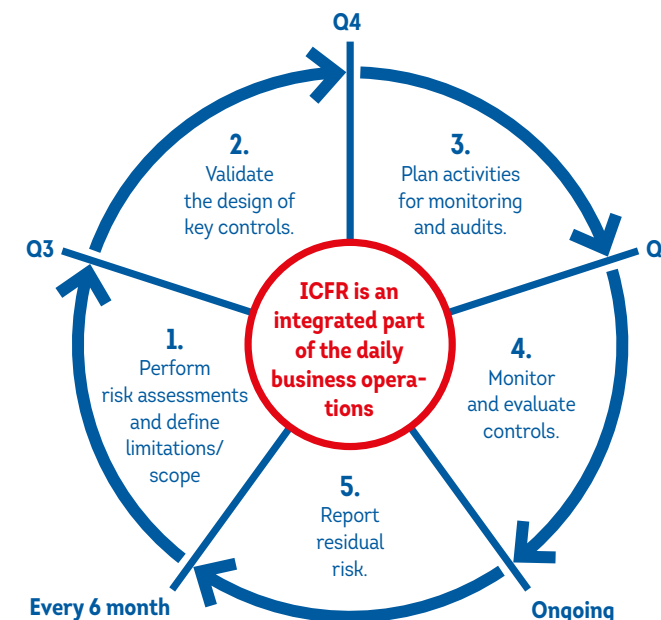 Q4
2.
Validate
the design of
key controls.
3.
Plan activities
for monitoring
and audits.
Q3
Q
ICFR is an
integrated part
of the daily
business opera-
tions
1.
Perform
risk assessments
and define
limitations/
scope
4.
Monitor
and evaluate
controls.
5.
Report
residual
risk.
Every 6 month
Ongoing